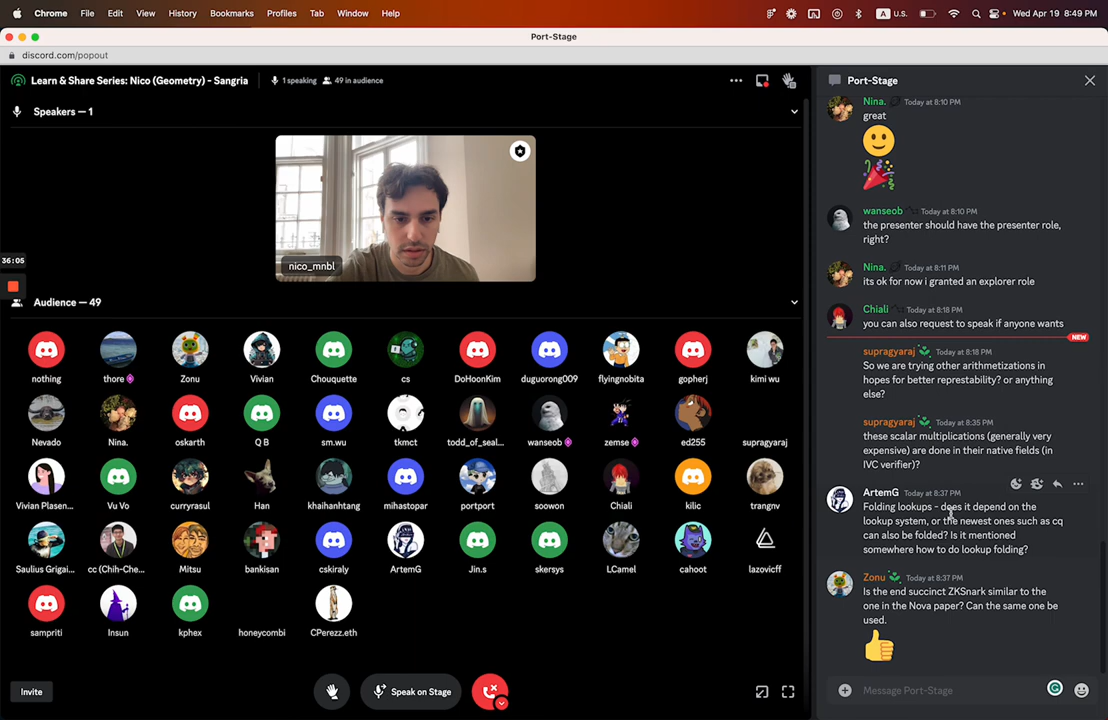 Chrome File Edit View History Bookmarks Profiles Tab Window Help A U.S. Wed Apr 19 8:49 PM
Port-Stage
discord.com/popout
Learn & Share Series: Nico (Geometry) - Sangria 1 speaking 49 in audience
Speakers — 1
nico_mnbl
36:05
Audience — 49
nothing thore Zonu Vivian Chouquette cs DoHoonKim duguorong009 flyingnobita gopherj kimi wu
Nevado Nina. oskarth Q B sm.wu tkmct todd_of_seal... wanseob zemse ed255 supragyaraj
Vivian Plasen... Vu Vo curryrasul Han khaihanhtang mihastopar portport soowon Chiali kilic trangnv
Saulius Grigai... cc (Chih-Che... Mitsu bankisan cskiraly ArtemG Jin.s skersys LCamel cahoot lazovicff
sampriti Insun kphex honeycombi CPerezz.eth
Invite
Speak on Stage
Port-Stage
Nina. Today at 8:10 PM
great
wanseob Today at 8:10 PM
the presenter should have the presenter role,
right?
Nina. Today at 8:11 PM
its ok for now i granted an explorer role
Chiali Today at 8:18 PM
you can also request to speak if anyone wants
NEW
supragyaraj Today at 8:18 PM
So we are trying other arithmetizations in
hopes for better represtability? or anything
else?
supragyaraj Today at 8:35 PM
these scalar multiplications (generally very
expensive) are done in their native fields (in
IVC verifier)?
ArtemG Today at 8:37 PM
Folding lookups - does it depend on the
lookup system, or the newest ones such as cq
can also be folded? Is it mentioned
somewhere how to do lookup folding?
Zonu Today at 8:37 PM
Is the end succinct ZKSnark similar to the
one in the Nova paper? Can the same one be
used.
Message Port-Stage